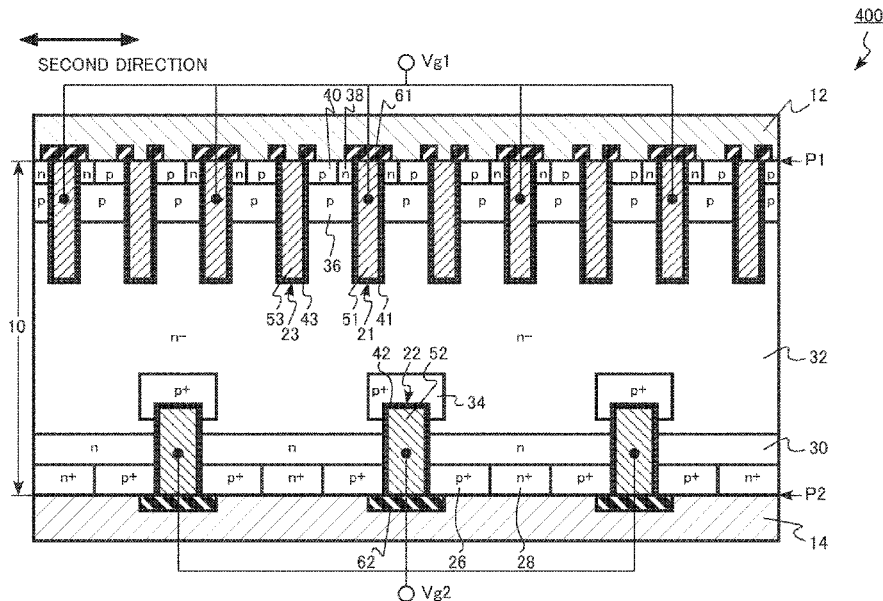 400
SECOND DIRECTION
Vg1
40 38 61
12
P1
n n p p n n p p n n p p n n p p n n p p
p p p p p p p p p p p
36
53 23 43 51 21 41
10
n- n-
32
42 22 52
p+ p+ p+
34
n n n
30
n+ p+ p+ n+ p+ p+ n+ p+ p+ n+
P2
14
62 26 28
Vg2